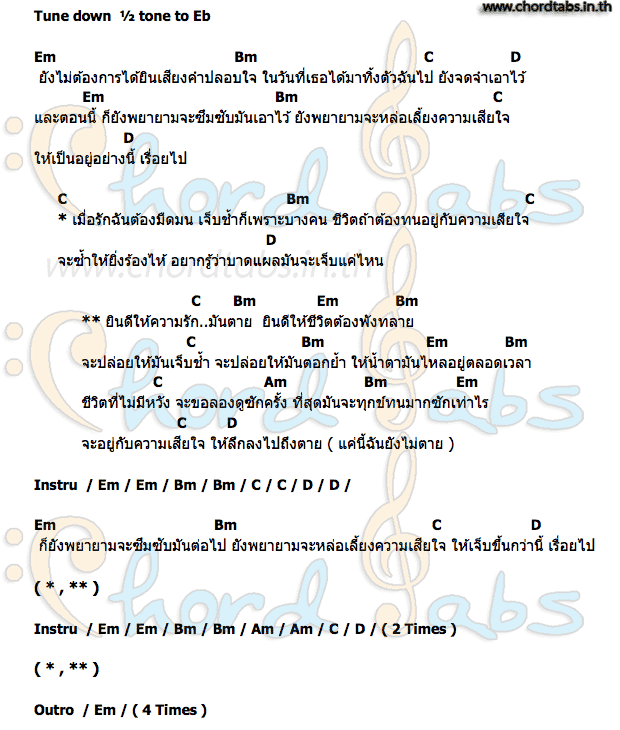 www.chordtabs.in.th
Tune down ½ tone to Eb
Em Bm C D
ยังไม่ต้องการได้ยินเสียงคำปลอบใจ ในวันที่เธอได้มาทิ้งตัวฉันไป ยังจดจำเอาไว้
Em Bm C
และตอนนี้ ก็ยังพยายามจะซึมซับมันเอาไว้ ยังพยายามจะหล่อเลี้ยงความเสียใจ
D
ให้เป็นอยู่อย่างนี้ เรื่อยไป
C Bm C
* เมื่อรักฉันต้องมืดมน เจ็บช้ำก็เพราะบางคน ชีวิตถ้าต้องทนอยู่กับความเสียใจ
D
จะซ้ำให้ยิ่งร้องไห้ อยากรู้ว่าบาดแผลมันจะเจ็บแค่ไหน
www.chordtabs.in.th
C Bm Em Bm
** ยินดีให้ความรัก..มันตาย ยินดีให้ชีวิตต้องพังทลาย
C Bm Em Bm
จะปล่อยให้มันเจ็บซ้ำ จะปล่อยให้มันตอกย้ำ ให้น้ำตามันไหลอยู่ตลอดเวลา
C Am Bm Em
ชีวิตที่ไม่มีหวัง จะขอลองดูซักครั้ง ที่สุดมันจะทุกข์ทนมากซักเท่าไร
C D
จะอยู่กับความเสียใจ ให้ลึกลงไปถึงตาย ( แค่นี้ฉันยังไม่ตาย )
Instru / Em / Em / Bm / Bm / C / C / D / D /
Em Bm C D
ก็ยังพยายามจะซึมซับมันต่อไป ยังพยายามจะหล่อเลี้ยงความเสียใจ ให้เจ็บขึ้นกว่านี้ เรื่อยไป
( * , ** )
Instru / Em / Em / Bm / Bm / Am / Am / C / D / ( 2 Times )
( * , ** )
Outro / Em / ( 4 Times )